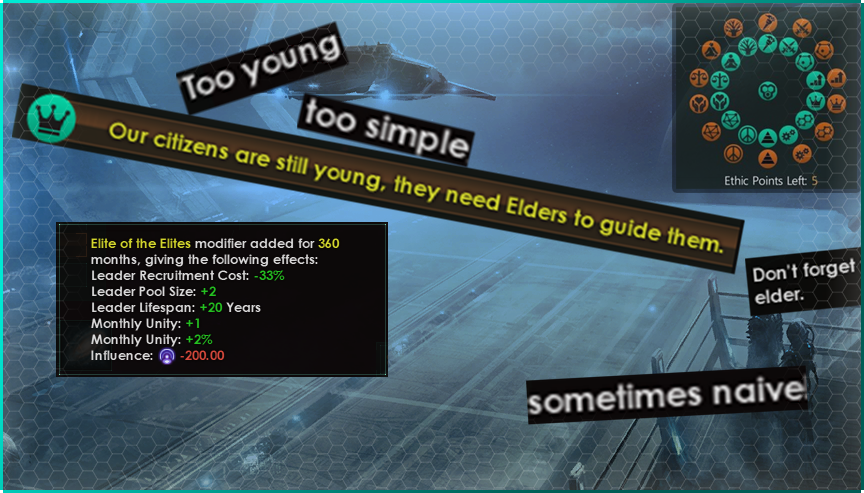 Too young
too simple
Our citizens are still young, they need Elders to guide them.
Ethic Points Left: 5
Elite of the Elites modifier added for 360
months, giving the following effects:
Leader Recruitment Cost: -33%
Leader Pool Size: +2
Leader Lifespan: +20 Years
Monthly Unity: +1
Monthly Unity: +2%
Influence: -200.00
Don't forget
elder.
sometimes naive